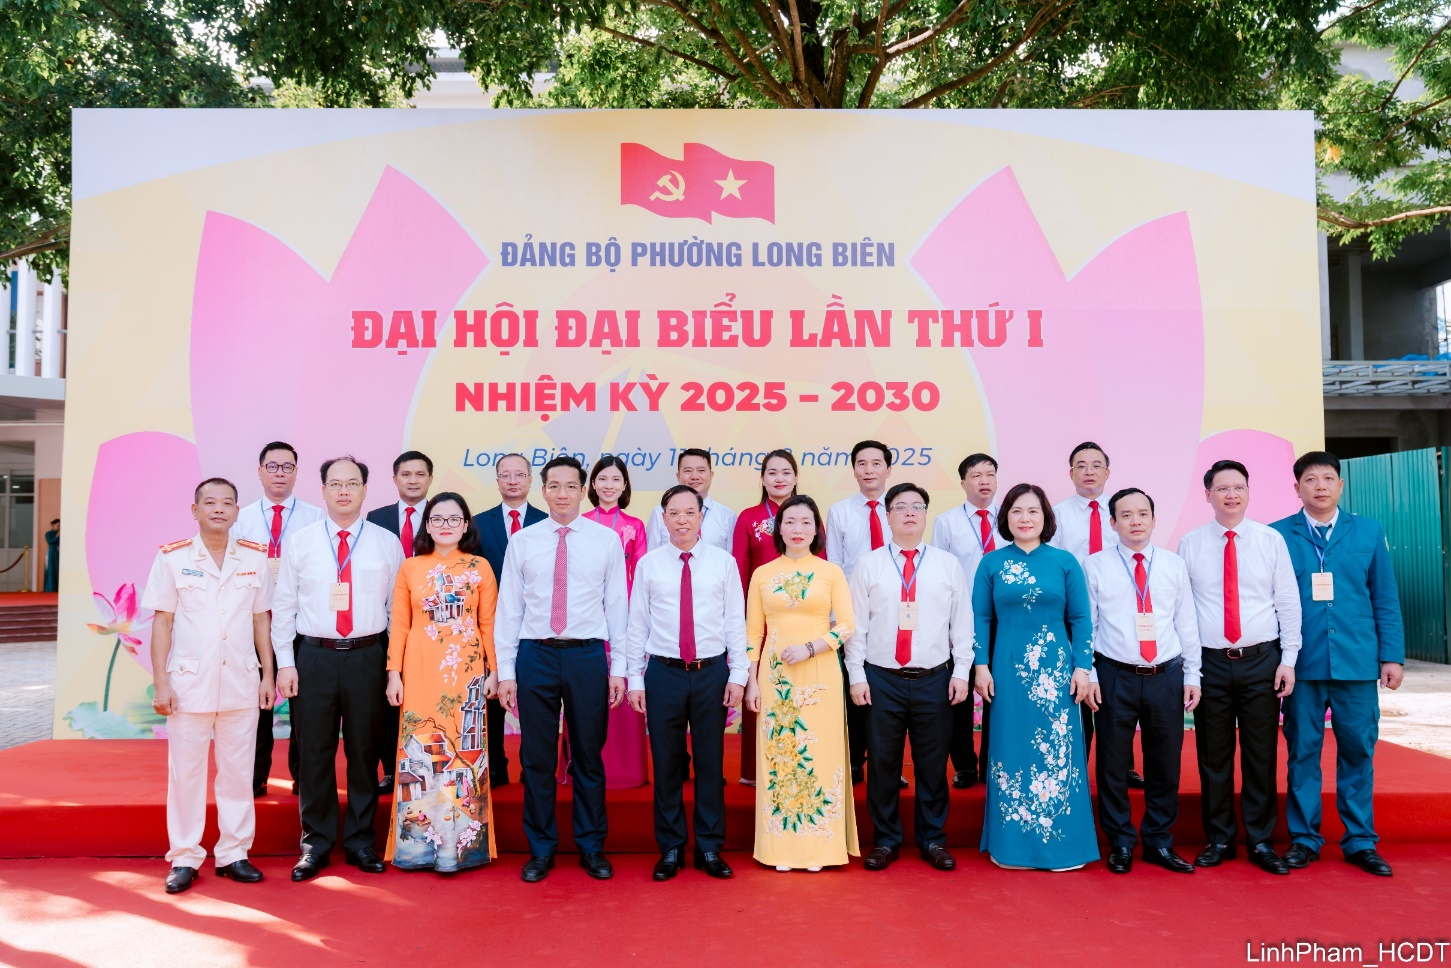 ĐẢNG BỘ PHƯỜNG LONG BIÊN
ĐẠI HỘI ĐẠI BIỂU LẦN THỨ I
NHIỆM KỲ 2025 - 2030
Long Biên, ngày năm 2025
LinhPham_HCDT